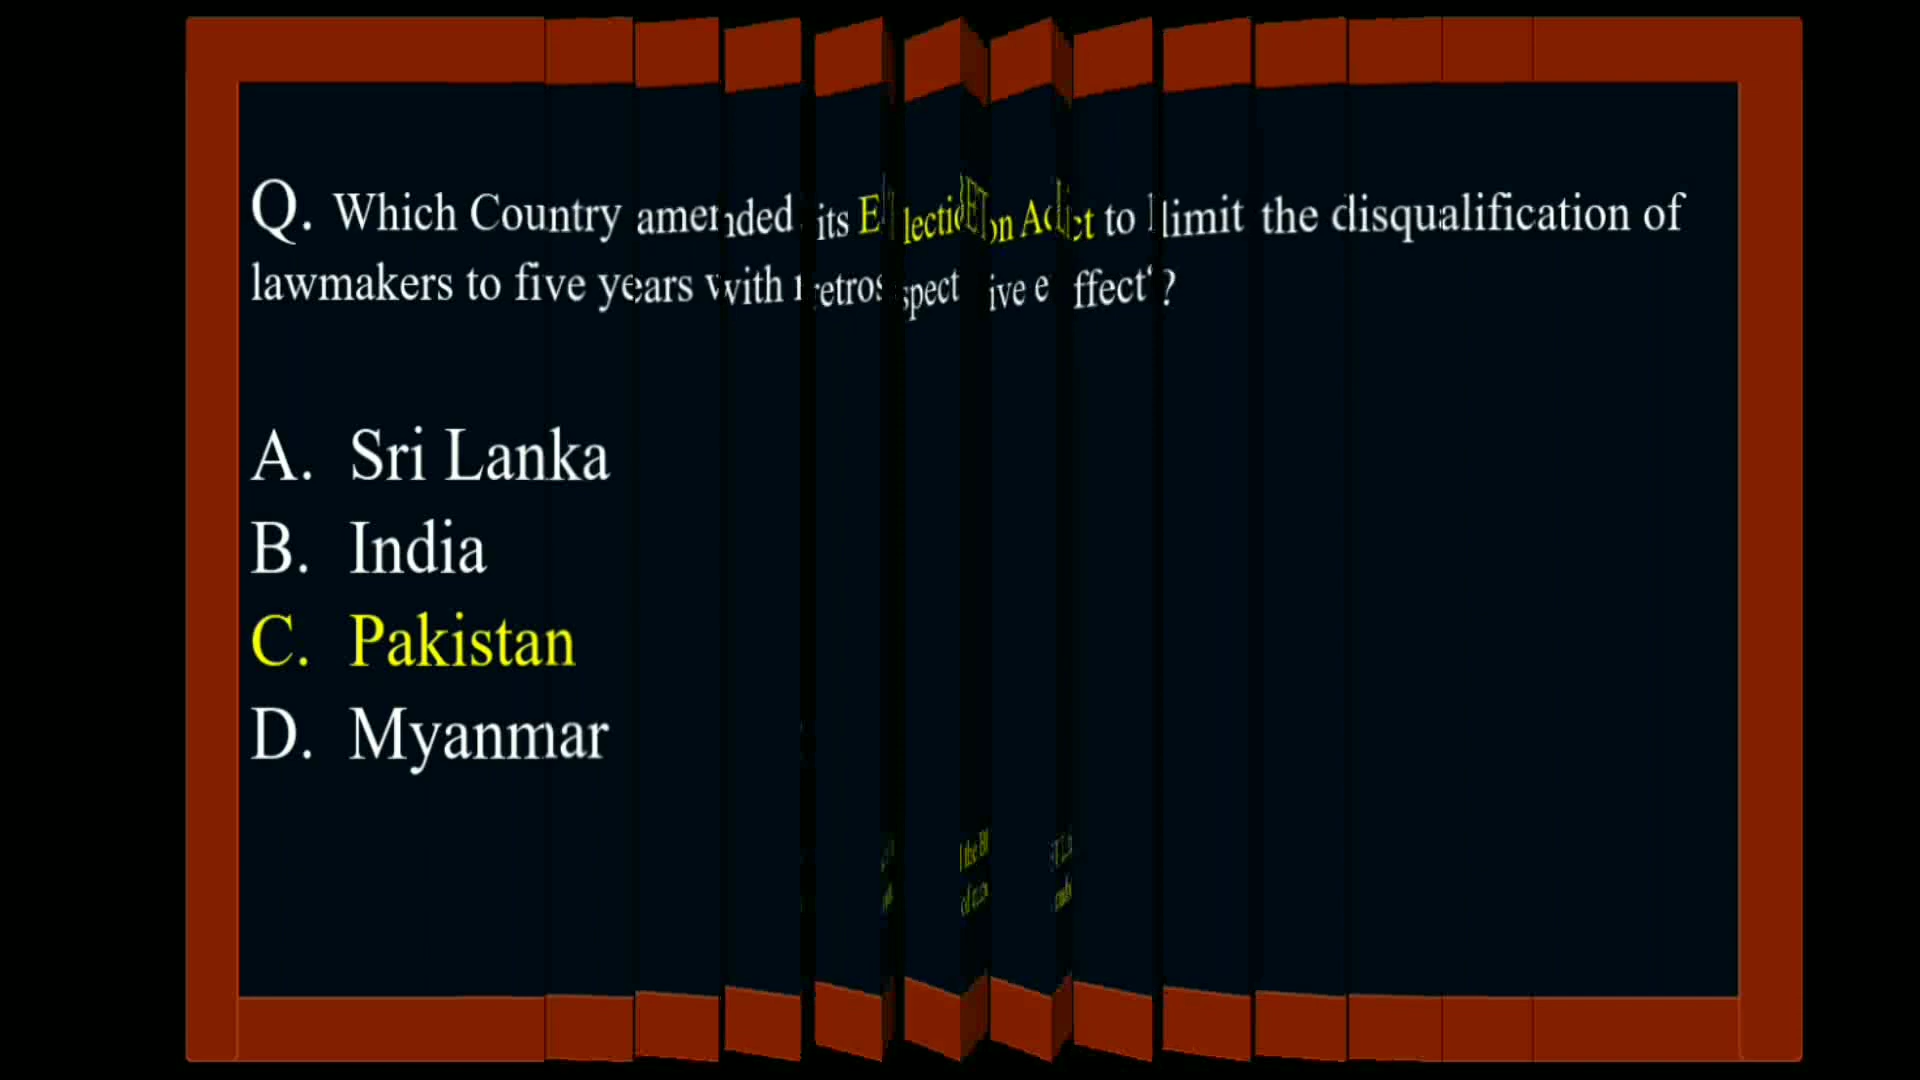 Q. Which Country amended its Election Act to limit the disqualification of
lawmakers to five years with retrospective effect‘?
A. Sri Lanka
B. India
C. Pakistan
D. Myanmar